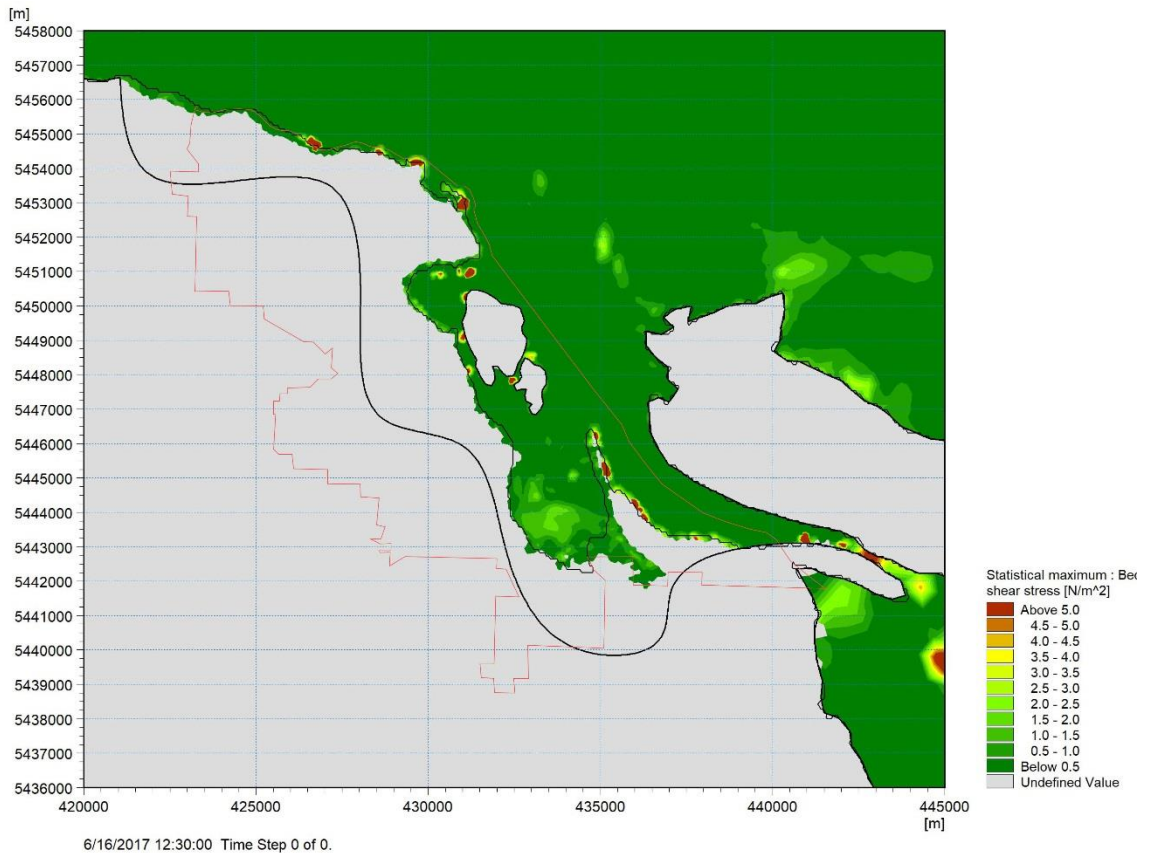 [m]
5458000
5457000
5456000
5455000
5454000
5453000
5452000
5451000
5450000
5449000
5448000
5447000
5446000
5445000
5444000
5443000
5442000
5441000
5440000
5439000
5438000
5437000
5436000
420000 425000 430000 435000 440000 445000
[m]
6/16/2017 12:30:00 Time Step 0 of 0.
Statistical maximum : Bec
shear stress [N/m^2]
Above 5.0
4.5 - 5.0
4.0 - 4.5
3.5 - 4.0
3.0 - 3.5
2.5 - 3.0
2.0 - 2.5
1.5 - 2.0
1.0 - 1.5
0.5 - 1.0
Below 0.5
Undefined Value